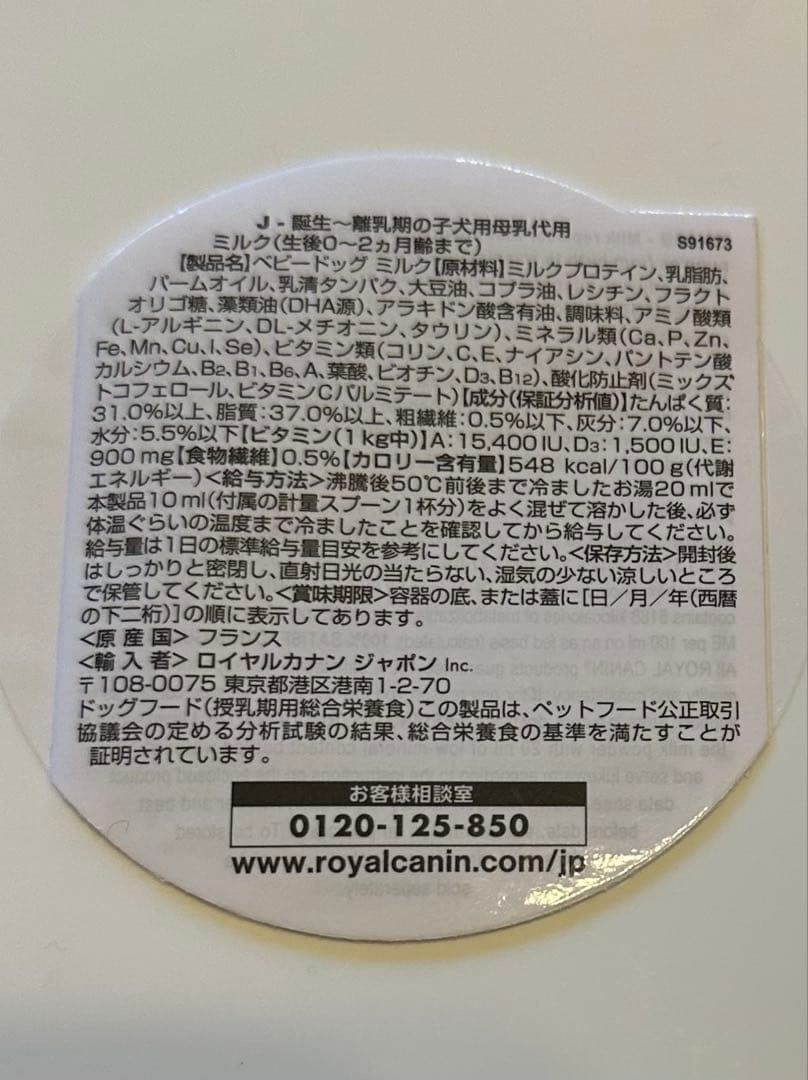 J - 誕生～離乳期の子犬用母乳代用
ミルク(生後0～2ヵ月齢まで)
S91673
【製品名】ベビードッグ ミルク【原材料】ミルクプロテイン、乳脂肪、
パームオイル、乳清タンパク、大豆油、コプラ油、レシチン、フラクト
オリゴ糖、藻類油(DHA源)、アラキドン酸含有油、調味料、アミノ酸類
(L-アルギニン、DL-メチオニン、タウリン)、ミネラル類(Ca、P、Zn、
Fe、Mn、Cu、I、Se)、ビタミン類(コリン、C、E、ナイアシン、パントテン酸
カルシウム、B2、B1、B6、A、葉酸、ビオチン、D3、B12)、酸化防止剤(ミックス
トコフェロール、ビタミンCパルミテート)【成分(保証分析値)】たんぱく質：
31.0%以上、脂質：37.0%以上、粗繊維：0.5%以下、灰分：7.0%以下、
水分：5.5%以下【ビタミン(1kg中)】A：15,400IU、D3：1,500IU、E：
900mg【食物繊維】0.5%【カロリー含有量】548 kcal/100g(代謝
エネルギー)<給与方法>沸騰後50℃前後まで冷ましたお湯20mlで
本製品10ml(付属の計量スプーン1杯分)をよく混ぜて溶かした後、必ず
体温ぐらいの温度まで冷ましたことを確認してから給与してください。
給与量は1日の標準給与量目安を参考にしてください。<保存方法>開封後
はしっかりと密閉し、直射日光の当たらない、湿気の少ない涼しいところ
で保管してください。<賞味期限>容器の底、または蓋に[日／月／年(西暦
の下二桁)]の順に表示してあります。
<原 産 国> フランス
<輸 入 者> ロイヤルカナン ジャポン Inc.
〒108-0075 東京都港区港南1-2-70
ドッグフード(授乳期用総合栄養食)この製品は、ペットフード公正取引
協議会の定める分析試験の結果、総合栄養食の基準を満たすことが
証明されています。
お客様相談室
0120-125-850
www.royalcanin.com/jp